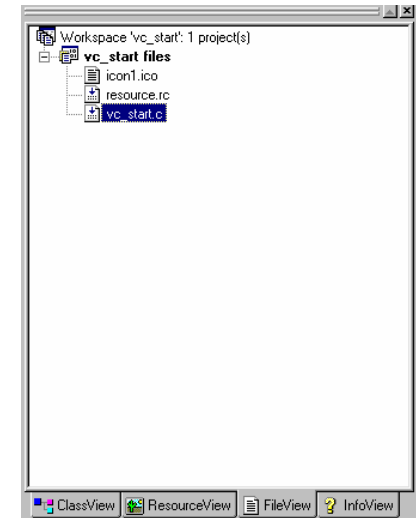 Workspace 'vc_start': 1 project(s)
vc_start files
icon1.ico
resource.rc
vc_start.c
ClassView ResourceView FileView InfoView